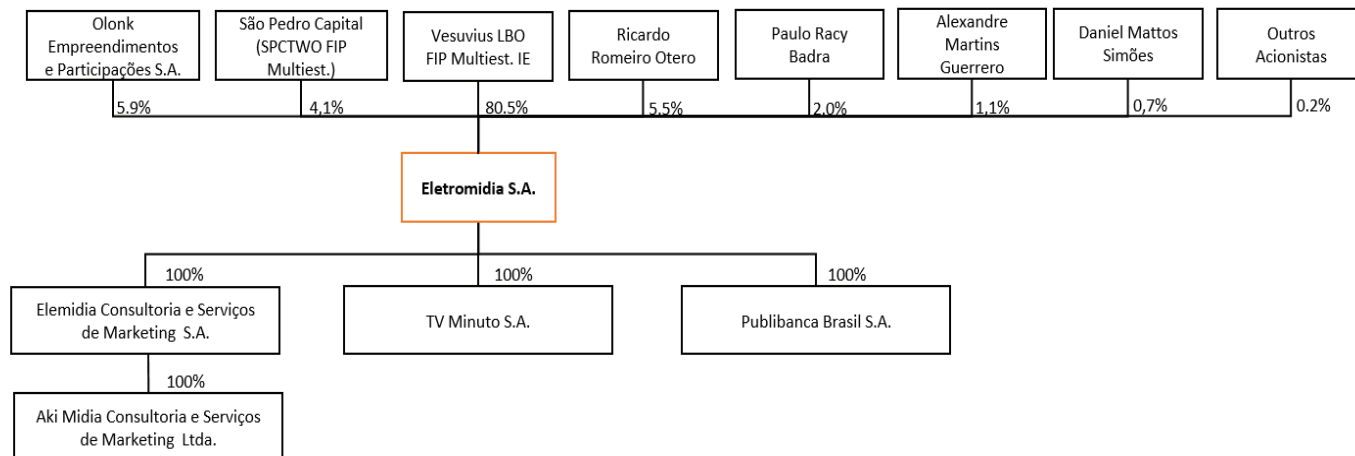 Olonk
Empreendimentos
e Participações S.A.
São Pedro Capital
(SPCTWO FIP
Multiest.)
Vesuvius LBO
FIP Multiest. IE
Ricardo
Romeiro Otero
Paulo Racy
Badra
Alexandre
Martins
Guerrero
Daniel Mattos
Simões
Outros
Acionistas
5.9%
4,1%
80.5%
5.5%
2.0%
1,1%
0,7%
0.2%
Eletromidia S.A.
100%
100%
100%
Elemidia Consultoria e Serviços
de Marketing S.A.
TV Minuto S.A.
Publibanca Brasil S.A.
100%
Aki Midia Consultoria e Serviços
de Marketing Ltda.